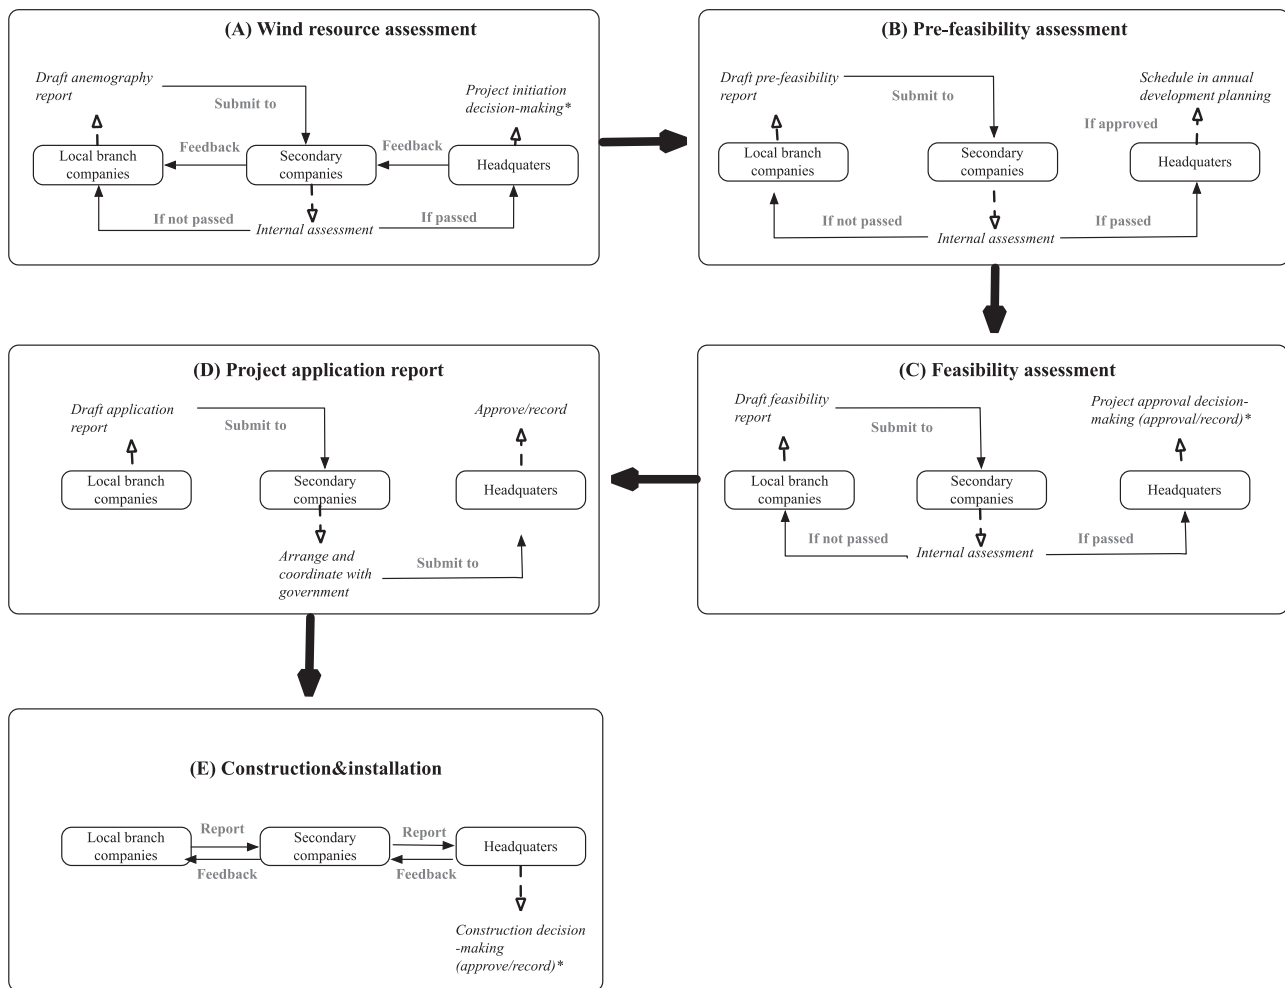 (A) Wind resource assessment
Draft anemography
report
Submit to
Project initiation
decision-making*
Local branch
companies
Feedback
Secondary
companies
Feedback
Headquaters
If not passed
Internal assessment
If passed
(B) Pre-feasibility assessment
Draft pre-feasibility
report
Submit to
Schedule in annual
development planning
If approved
Local branch
companies
Secondary
companies
Headquaters
If not passed
Internal assessment
If passed
(D) Project application report
Draft application
report
Submit to
Approve/record
Local branch
companies
Secondary
companies
Headquaters
Arrange and
coordinate with
government
Submit to
(C) Feasibility assessment
Draft feasibility
report
Submit to
Project approval decision-
making (approval/record)*
Local branch
companies
Secondary
companies
Headquaters
If not passed
Internal assessment
If passed
(E) Construction&installation
Local branch
companies
Report
Feedback
Secondary
companies
Report
Feedback
Headquaters
Construction decision
-making
(approve/record)*